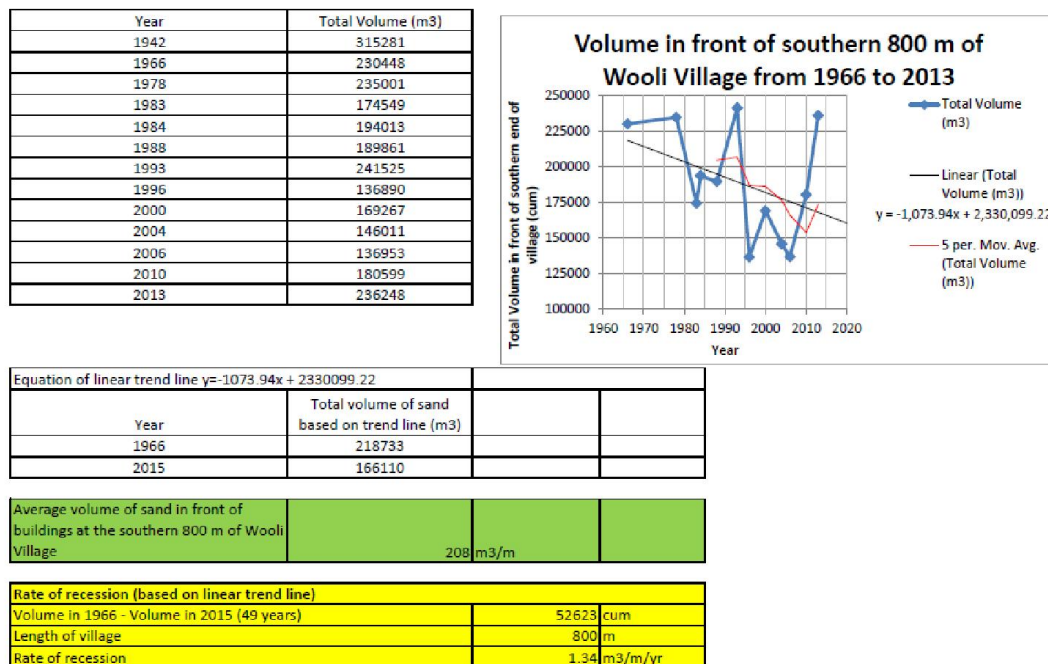 Year Total Volume (m3)
1942 315281
1966 230448
1978 235001
1983 174549
1984 194013
1988 189861
1993 241525
1996 136890
2000 169267
2004 146011
2006 136953
2010 180599
2013 236248
Volume in front of southern 800 m of
Wooli Village from 1966 to 2013
Total Volume in front of southern end of
village (cum)
250000
225000
200000
175000
150000
125000
100000
1960 1970 1980 1990 2000 2010 2020
Year
Total Volume
(m3)
Linear (Total
Volume (m3))
y = -1,073.94x + 2,330,099.22
5 per. Mov. Avg.
(Total Volume
(m3))
Equation of linear trend line y=-1073.94x + 2330099.22
Total volume of sand
Year based on trend line (m3)
1966 218733
2015 166110
Average volume of sand in front of
buildings at the southern 800 m of Wooli
Village 208 m3/m
Rate of recession (based on linear trend line)
Volume in 1966 - Volume in 2015 (49 years) 52623 cum
Length of village 800 m
Rate of recession 1.34 m3/m/yr